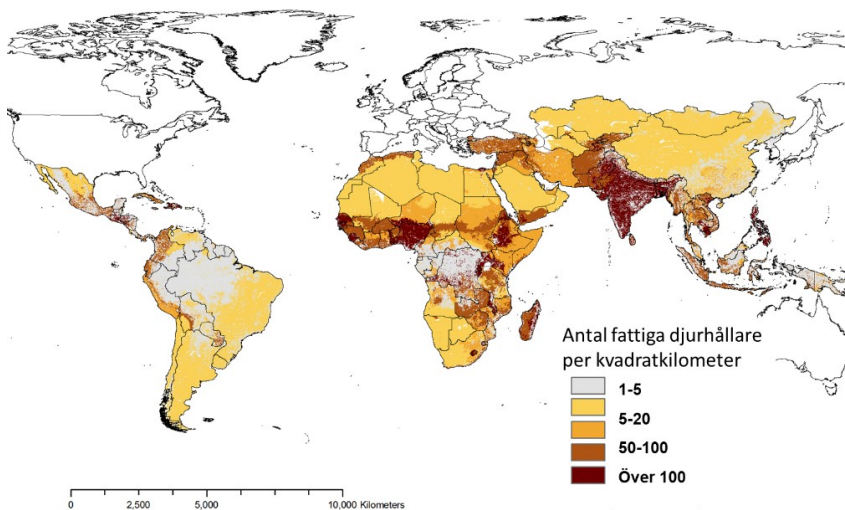 Antal fattiga djurhållare
per kvadratkilometer
1-5
5-20
50-100
Över 100
0 2,500 5,000 10,000 Kilometers